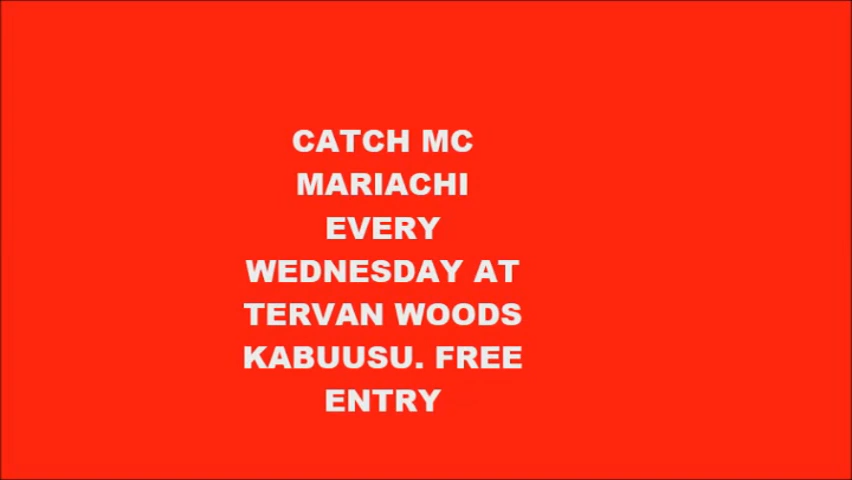 CATCH MC
MARIACHI
EVERY
WEDNESDAY AT
TERVAN WOODS
KABUUSU. FREE
ENTRY